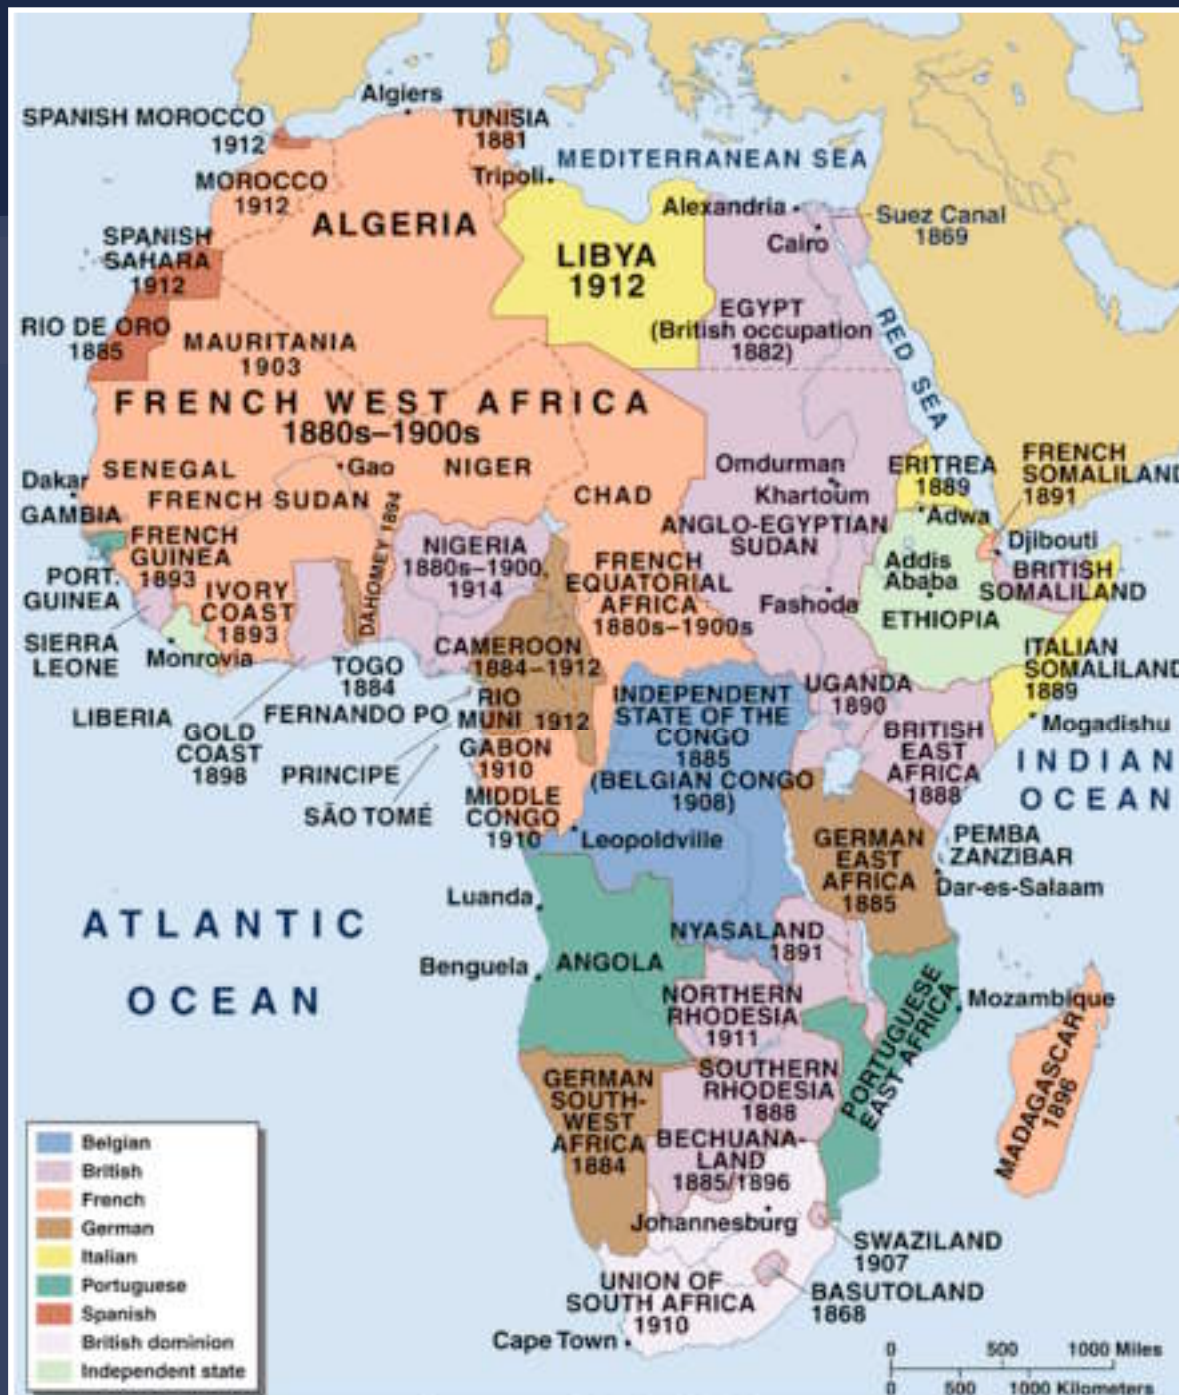 Algiers
SPANISH MOROCCO
1912
TUNISIA
1881
MEDITERRANEAN SEA
MOROCCO
1912
Tripoli
ALGERIA
Alexandria
Suez Canal
1869
Cairo
SPANISH
SAHARA
1912
LIBYA
1912
EGYPT
(British occupation
1882)
RED SEA
RIO DE ORO
1885
MAURITANIA
1903
FRENCH WEST AFRICA
1880s–1900s
Dakar
SENEGAL
Gao
NIGER
CHAD
Omdurman
Khartoum
ERITREA
1889
FRENCH
SOMALILAND
1891
GAMBIA
FRENCH SUDAN
DAHOMEY 1894
Adwa
ANGLO-EGYPTIAN
SUDAN
Djibouti
FRENCH
GUINEA
1893
NIGERIA
1880s–1900,
1914
FRENCH
EQUATORIAL
AFRICA
1880s–1900s
Addis
Ababa
BRITISH
SOMALILAND
PORT.
GUINEA
IVORY
COAST
1893
Fashoda
ETHIOPIA
SIERRA
LEONE
Monrovia
TOGO
1884
CAMEROON
1884–1912
ITALIAN
SOMALILAND
1889
LIBERIA
GOLD
COAST
1898
FERNANDO PO
RIO
MUNI 1912
INDEPENDENT
STATE OF THE
CONGO
1885
(BELGIAN CONGO
1908)
UGANDA
1890
BRITISH
EAST
AFRICA
1888
Mogadishu
INDIAN
OCEAN
PRINCIPE
GABON
1910
SÃO TOMÉ
MIDDLE
CONGO
1910
Leopoldville
GERMAN
EAST
AFRICA
1885
PEMBA
ZANZIBAR
Dar-es-Salaam
ATLANTIC
OCEAN
Luanda
Benguela
ANGOLA
NYASALAND
1891
NORTHERN
RHODESIA
1911
PORTUGUESE
EAST AFRICA
Mozambique
MADAGASCAR
1896
GERMAN
SOUTH-
WEST
AFRICA
1884
SOUTHERN
RHODESIA
1888
BECHUANA-
LAND
1885/1896
Johannesburg
SWAZILAND
1907
UNION OF
SOUTH AFRICA
1910
BASUTOLAND
1868
Cape Town
Belgian
British
French
German
Italian
Portuguese
Spanish
British dominion
Independent state
0 500 1000 Miles
0 500 1000 Kilometers